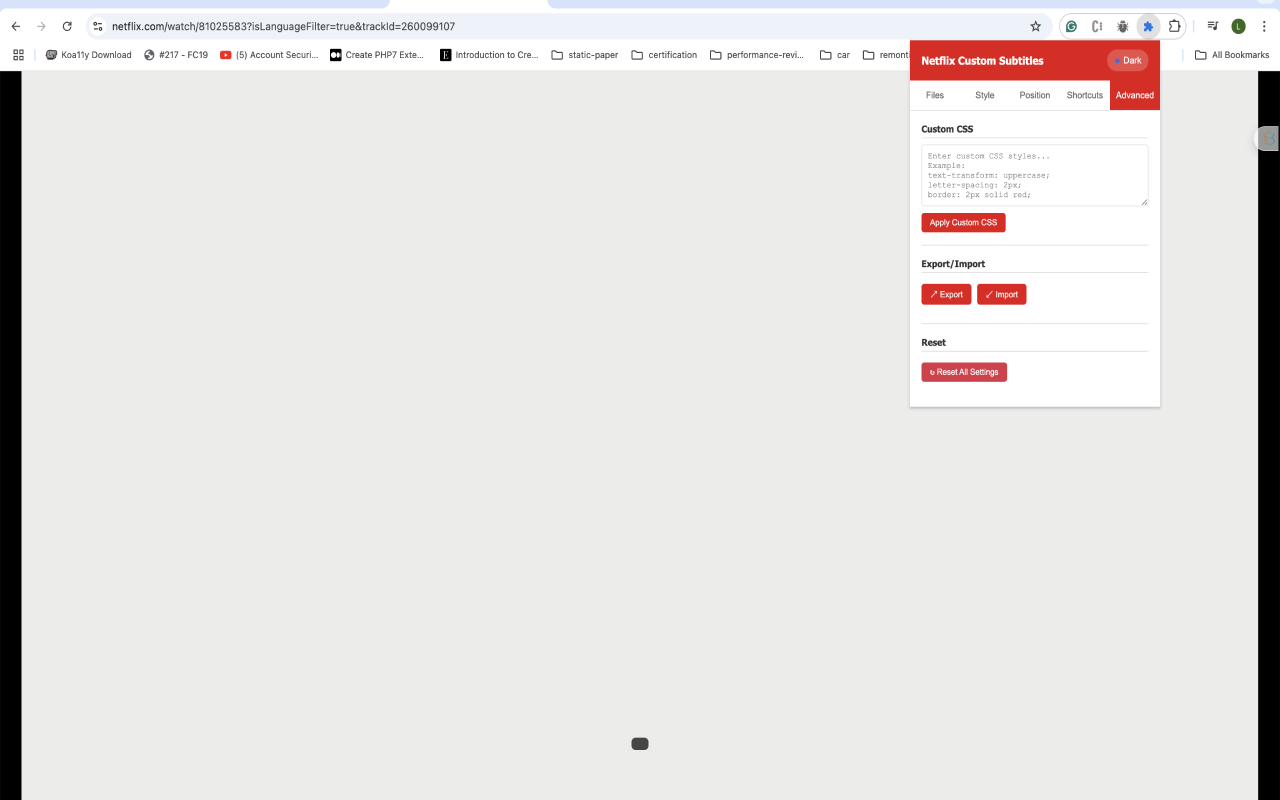 netflix.com/watch/81025583?isLanguageFilter=true&trackId=260099107
L
Koa11y Download #217 - FC19 (5) Account Securi... Create PHP7 Exte... Introduction to Cre... static-paper certification performance-revi... car remont All Bookmarks
Netflix Custom Subtitles
Dark
Files Style Position Shortcuts Advanced
Custom CSS
Enter custom CSS styles...
Example:
text-transform: uppercase;
letter-spacing: 2px;
border: 2px solid red;
Apply Custom CSS
Export/Import
↗ Export ↙ Import
Reset
↻ Reset All Settings